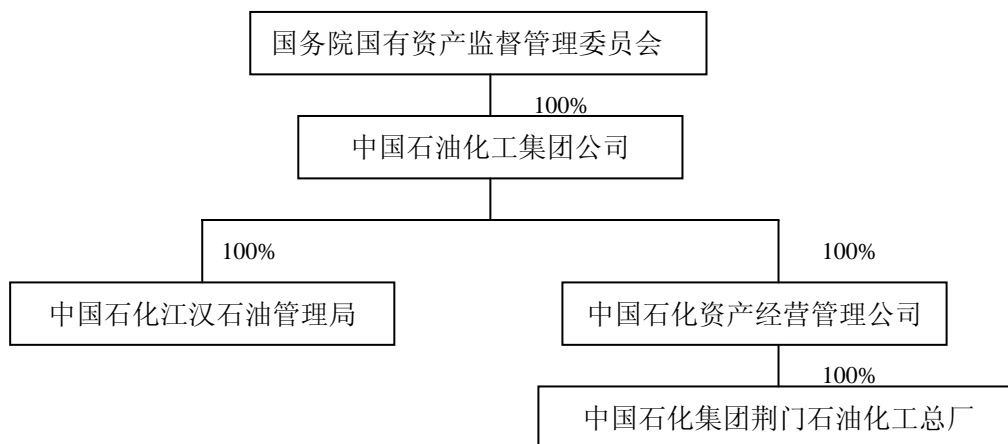 国务院国有资产监督管理委员会
100%
中国石油化工集团公司
100%
100%
中国石化江汉石油管理局
中国石化资产经营管理公司
100%
中国石化集团荆门石油化工总厂